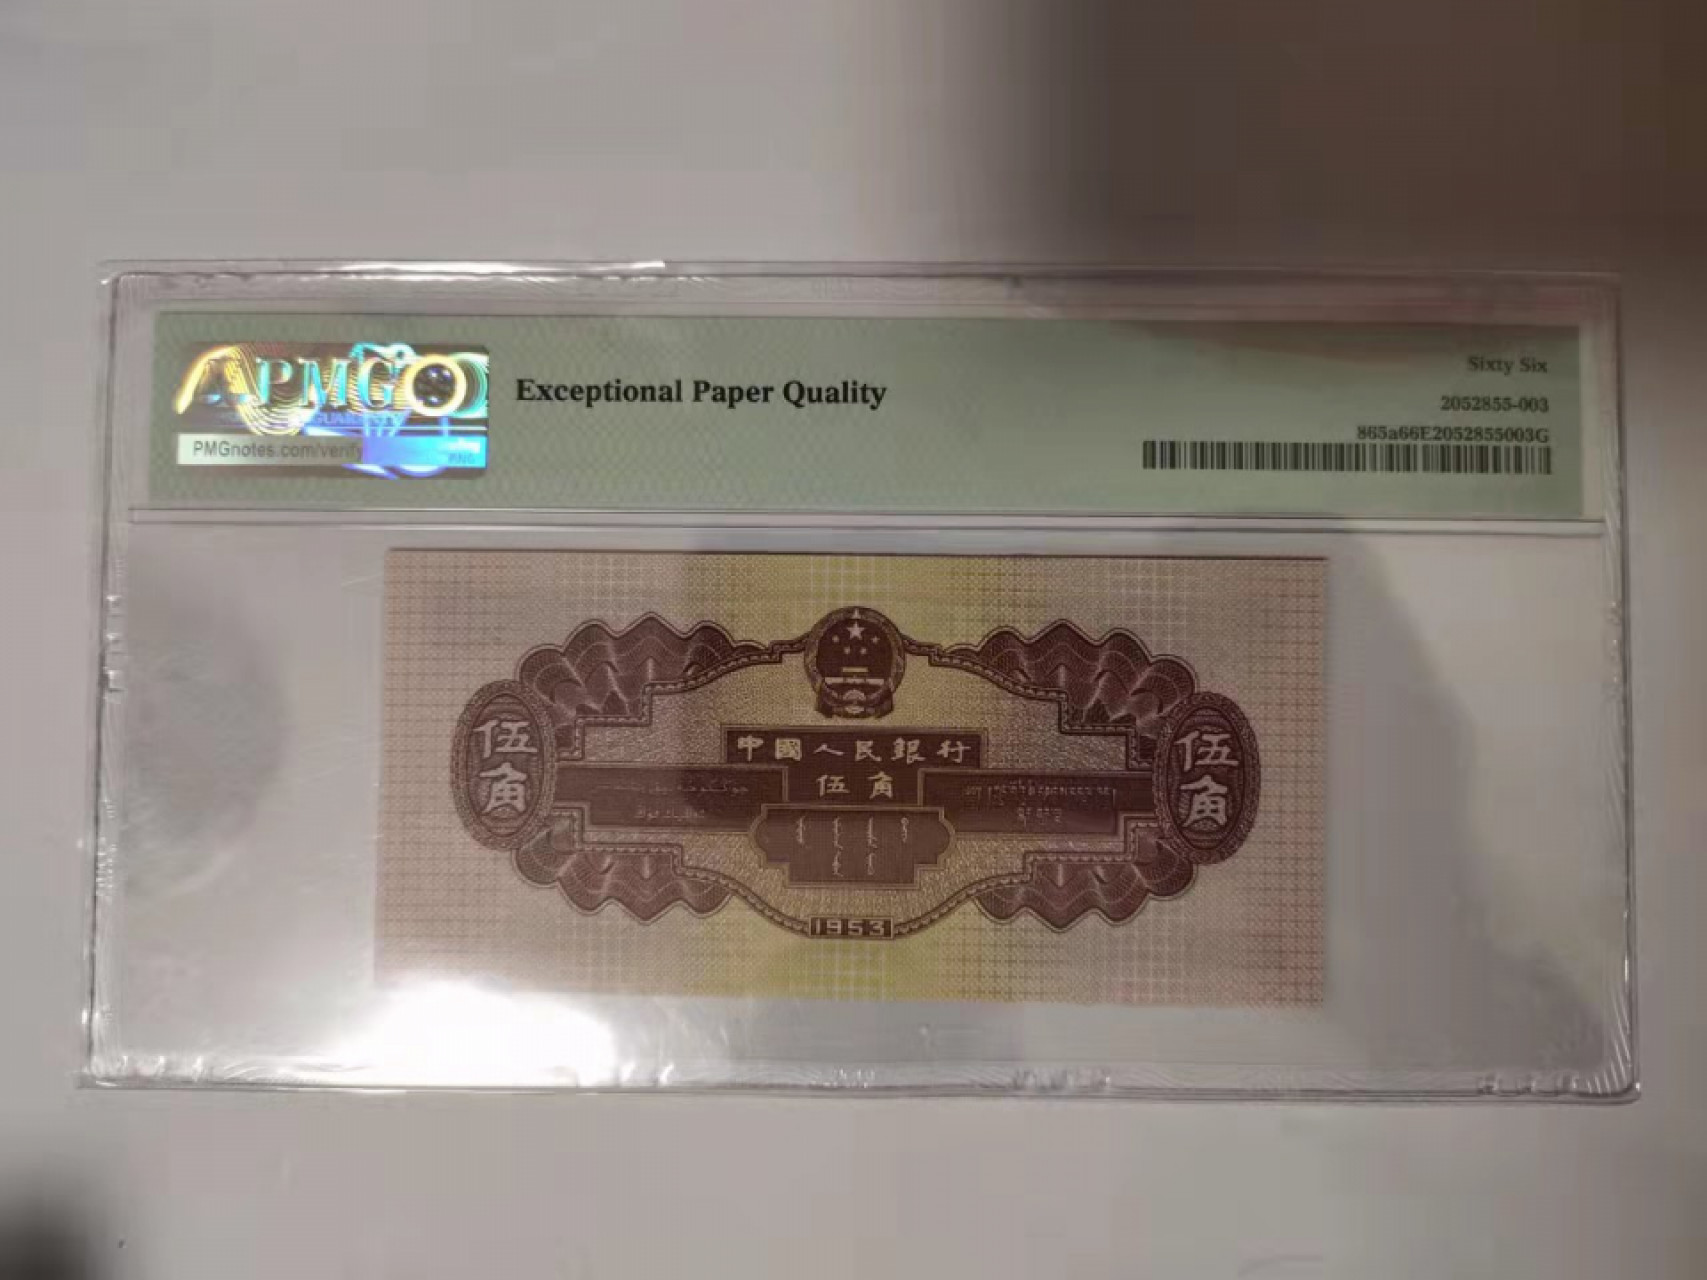 PMG
PMGnotes.com/verify
Exceptional Paper Quality
Sixty Six
2052855-003
865a66E2052855003G
中國人民銀行
伍角
伍角
伍角
1953